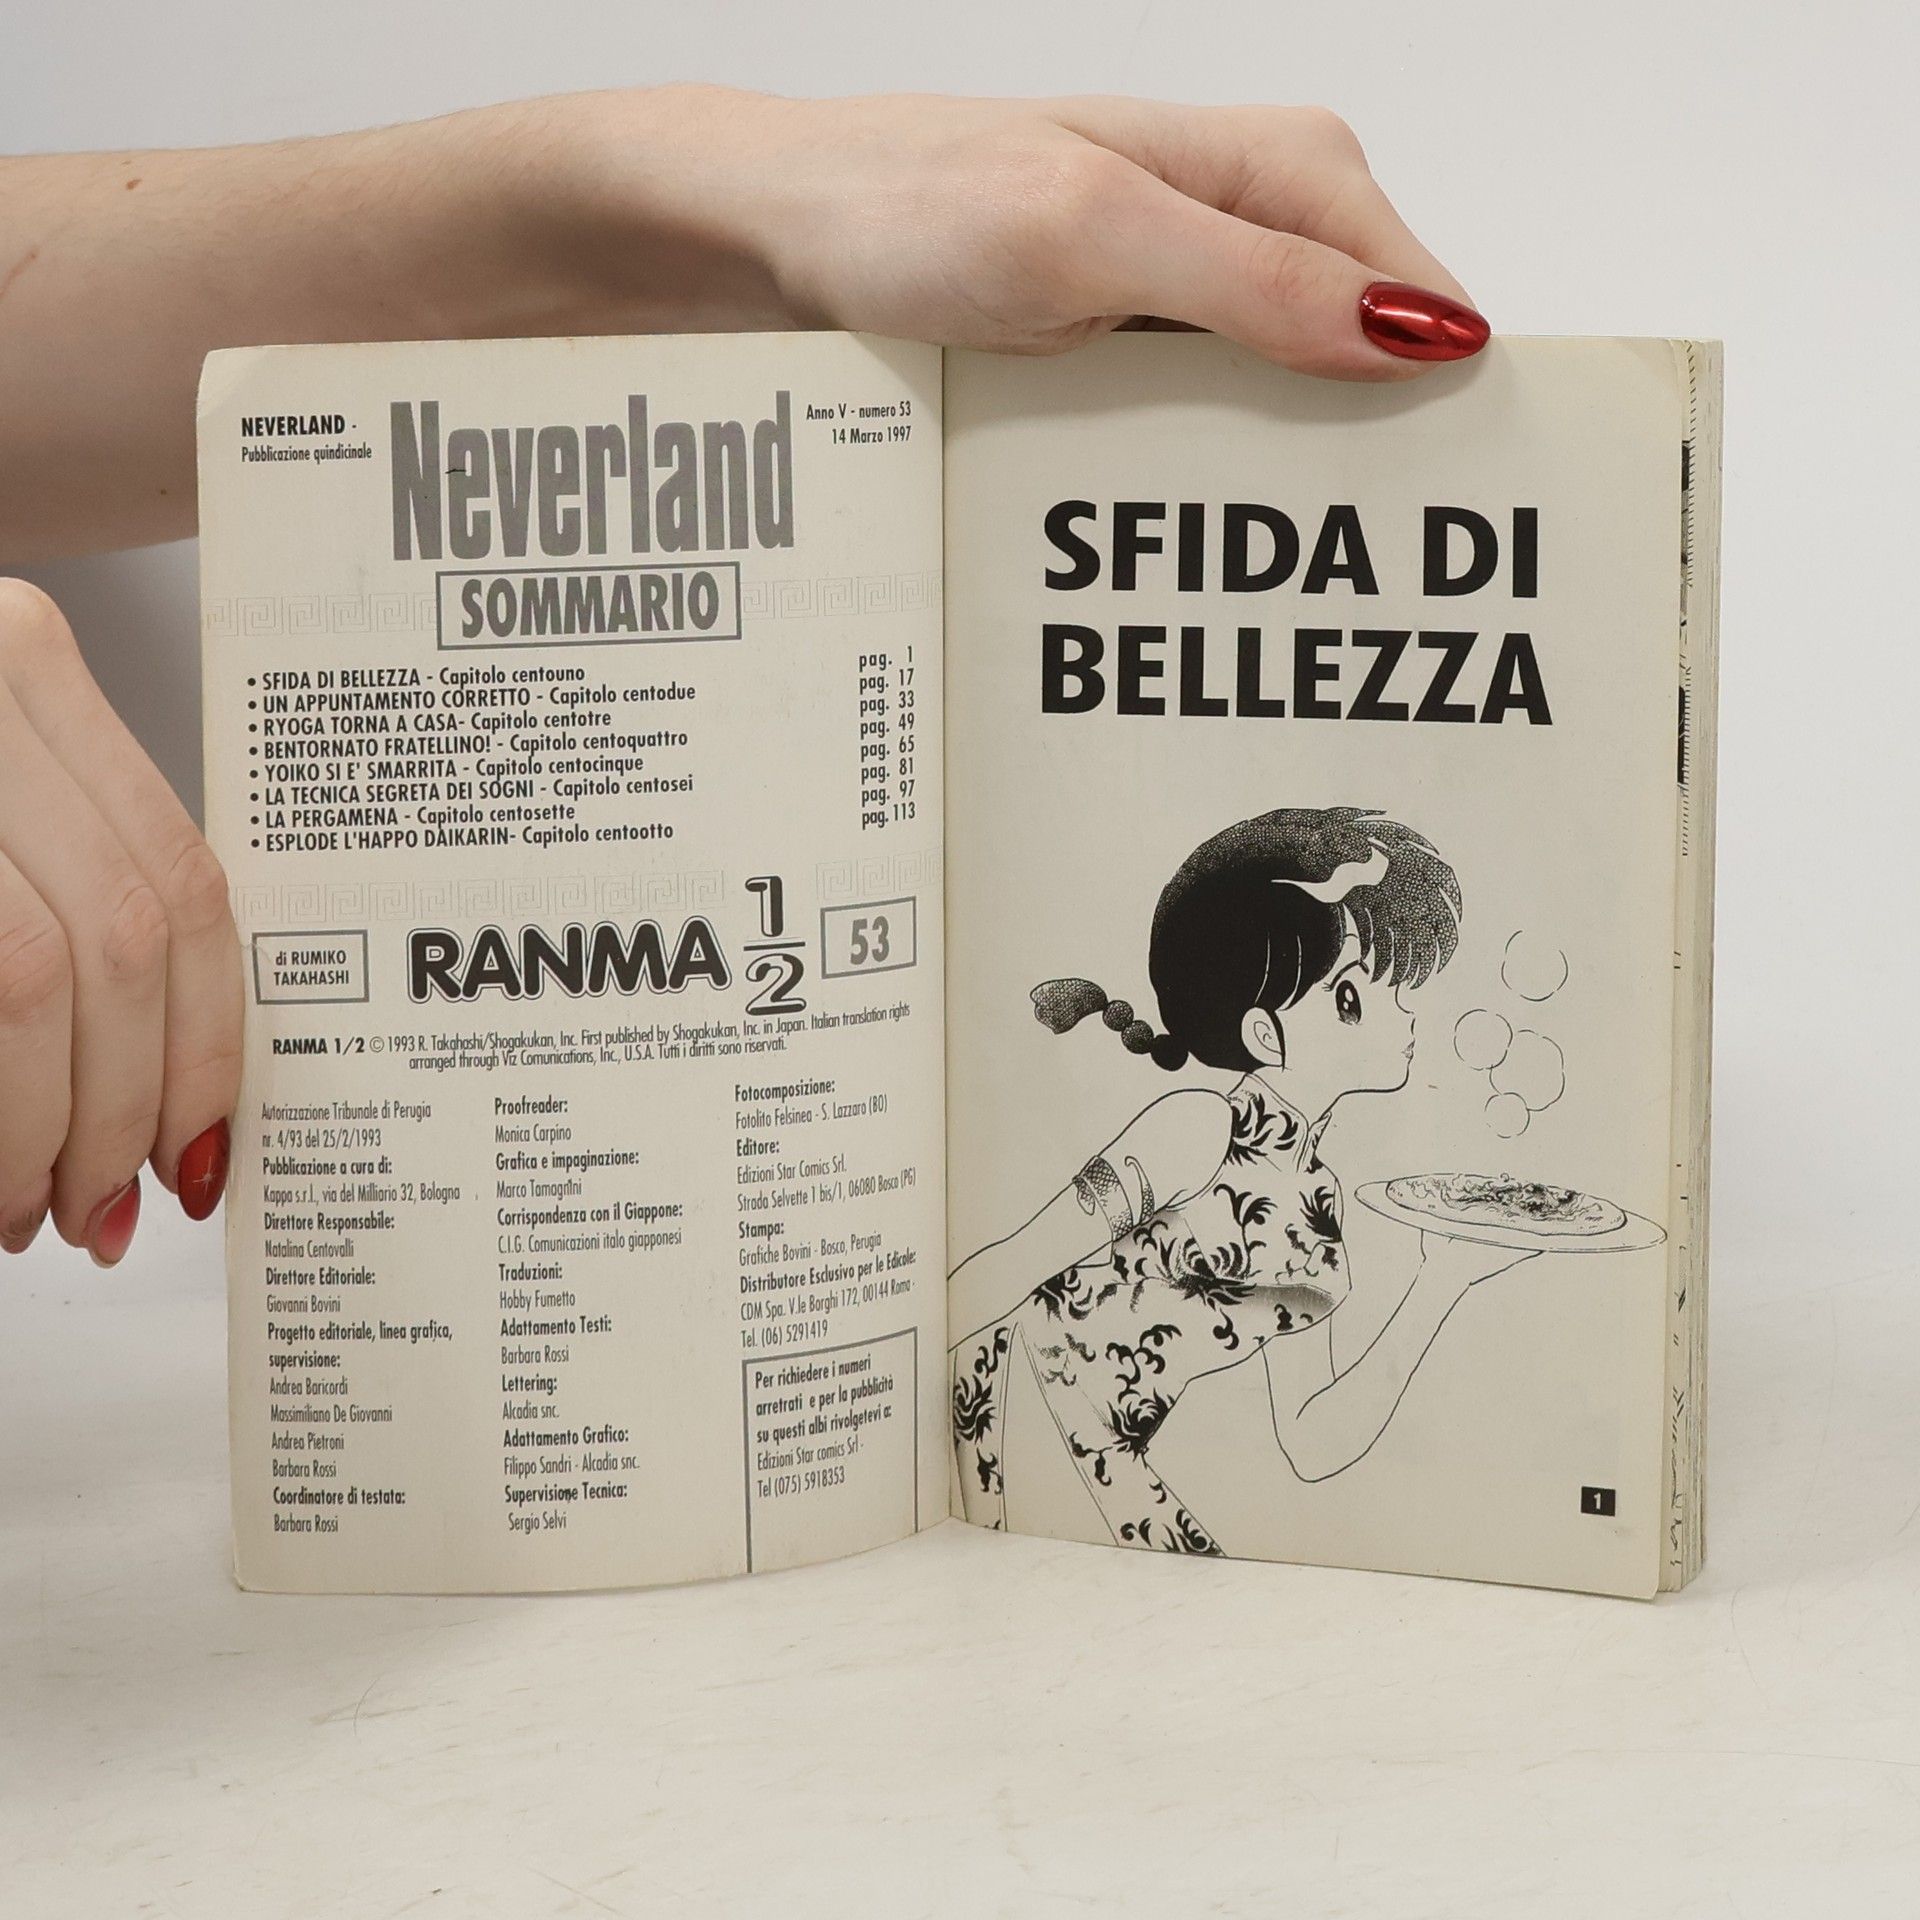 NEVERLAND -
Pubblicazione quindicinale
Neverland
Anno V - numero 53
14 Marzo 1997
SOMMARIO
• SFIDA DI BELLEZZA - Capitolo centouno pag. 1
• UN APPUNTAMENTO CORRETTO - Capitolo centodue pag. 17
• RYOGA TORNA A CASA- Capitolo centotre pag. 33
• BENTORNATO FRATELLINO! - Capitolo centoquattro pag. 49
• YOIKO SI E' SMARRITA - Capitolo centocinque pag. 65
• LA TECNICA SEGRETA DEI SOGNI - Capitolo centosei pag. 81
• LA PERGAMENA - Capitolo centosette pag. 97
• ESPLODE L'HAPPO DAIKARIN- Capitolo centootto pag. 113
di RUMIKO
TAKAHASHI
RANMA 1/2
53
RANMA 1/2 © 1993 R. Takahashi/Shogakukan, Inc. First published by Shogakukan, Inc. in Japan. Italian translation rights
arranged through Viz Comunications, Inc., U.S.A. Tutti i diritti sono riservati.
Autorizzazione Tribunale di Perugia
nr. 4/93 del 25/2/1993
Pubblicazione a cura di:
Kappa s.r.l., via del Milliario 32, Bologna
Direttore Responsabile:
Natalina Centovalli
Direttore Editoriale:
Giovanni Bovini
Progetto editoriale, linea grafica,
supervisione:
Andrea Baricordi
Massimiliano De Giovanni
Andrea Pietroni
Barbara Rossi
Coordinatore di testata:
Barbara Rossi
Proofreader:
Monica Carpino
Grafica e impaginazione:
Marco Tamagnini
Corrispondenza con il Giappone:
C.I.G. Comunicazioni italo giapponesi
Traduzioni:
Hobby Fumetto
Adattamento Testi:
Barbara Rossi
Lettering:
Alcadia snc.
Adattamento Grafico:
Filippo Sandri - Alcadia snc.
Supervisione Tecnica:
Sergio Selvi
Fotocomposizione:
Fotolito Felsinea - S. Lazzaro (BO)
Editore:
Edizioni Star Comics Srl.
Strada Selvette 1 bis/1, 06080 Bosco (PG)
Stampa:
Grafiche Bovini - Bosco, Perugia
Distributore Esclusivo per le Edicole:
CDM Spa. V.le Borghi 172, 00144 Roma -
Tel. (06) 5291419
Per richiedere i numeri
arretrati e per la pubblicità
su questi albi rivolgetevi a:
Edizioni Star comics Srl -
Tel (075) 5918353
SFIDA DI
BELLEZZA
1